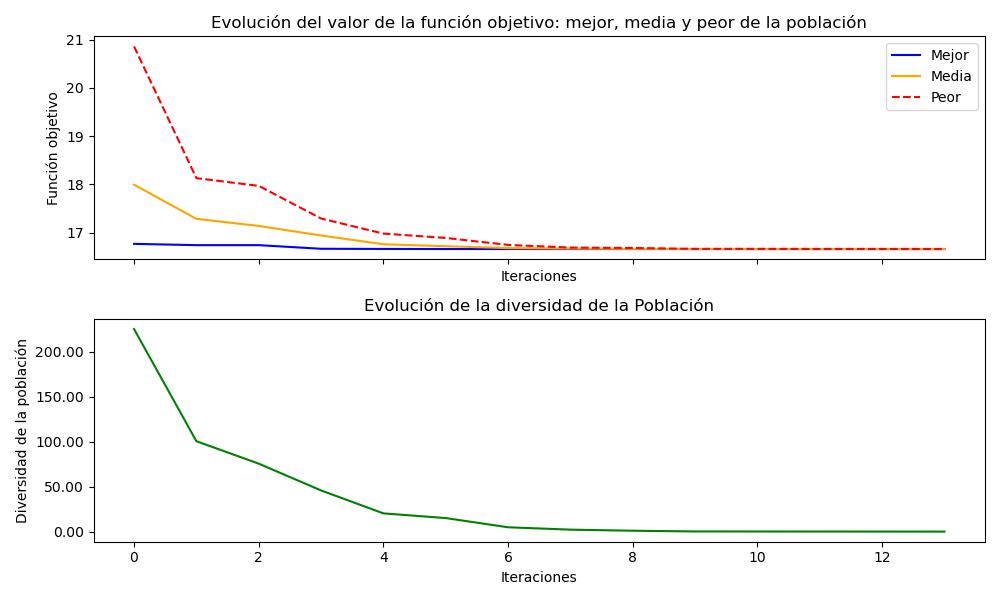 Evolución del valor de la función objetivo: mejor, media y peor de la población
21
20
19
18
17
Función objetivo
Mejor
Media
Peor
Iteraciones
Evolución de la diversidad de la Población
200.00
150.00
100.00
50.00
0.00
Diversidad de la población
0 2 4 6 8 10 12
Iteraciones